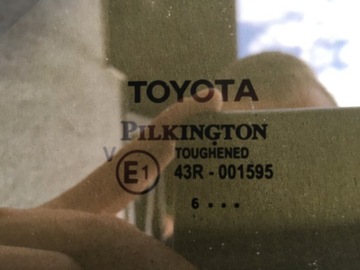 TOYOTA
PILKINGTON
V TOUGHENED
E1 43R - 001595
6 • • •